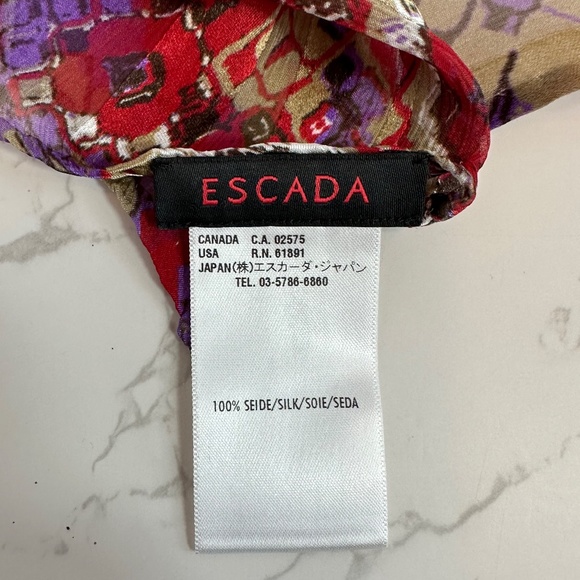 ESCADA
CANADA C.A. 02575
USA R.N. 61891
JAPAN(株)エスカーダ・ジャパン
TEL. 03-5786-6860
100% SEIDE/SILK/SOIE/SEDA